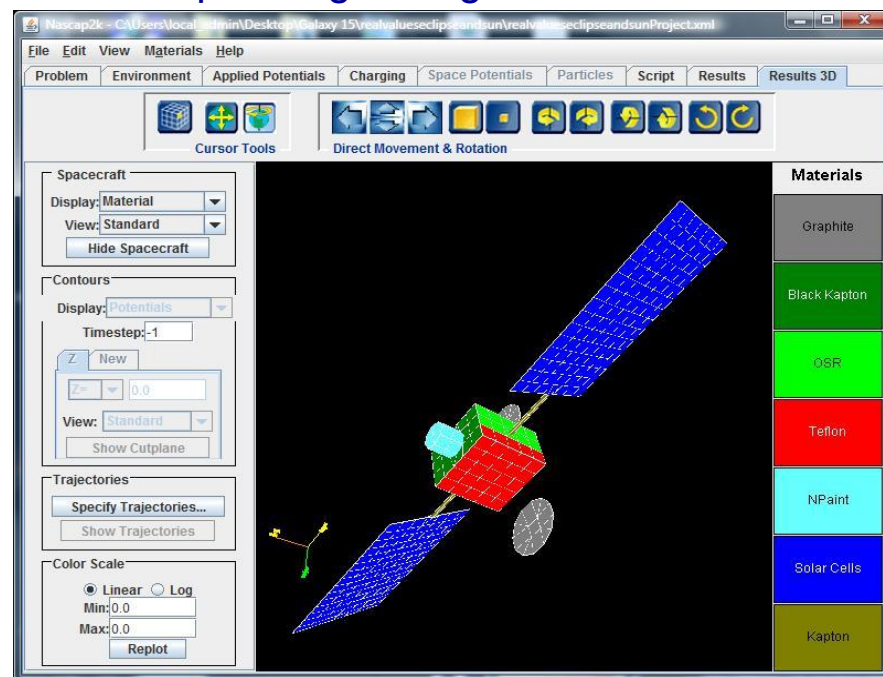 Nascap2k - C:\Users\local_admin\Desktop\Galaxy 15\realvalueseclipseandsun\realvalueseclipseandsunProject.xml
File Edit View Materials Help
Problem Environment Applied Potentials Charging Space Potentials Particles Script Results Results 3D
Cursor Tools Direct Movement & Rotation
Spacecraft
Display: Material
View: Standard
Hide Spacecraft
Contours
Display: Potentials
Timestep: -1
Z New
Z= 0.0
View: Standard
Show Cutplane
Trajectories
Specify Trajectories...
Show Trajectories
Color Scale
Linear Log
Min: 0.0
Max: 0.0
Replot
Materials
Graphite
Black Kapton
OSR
Teflon
NPaint
Solar Cells
Kapton